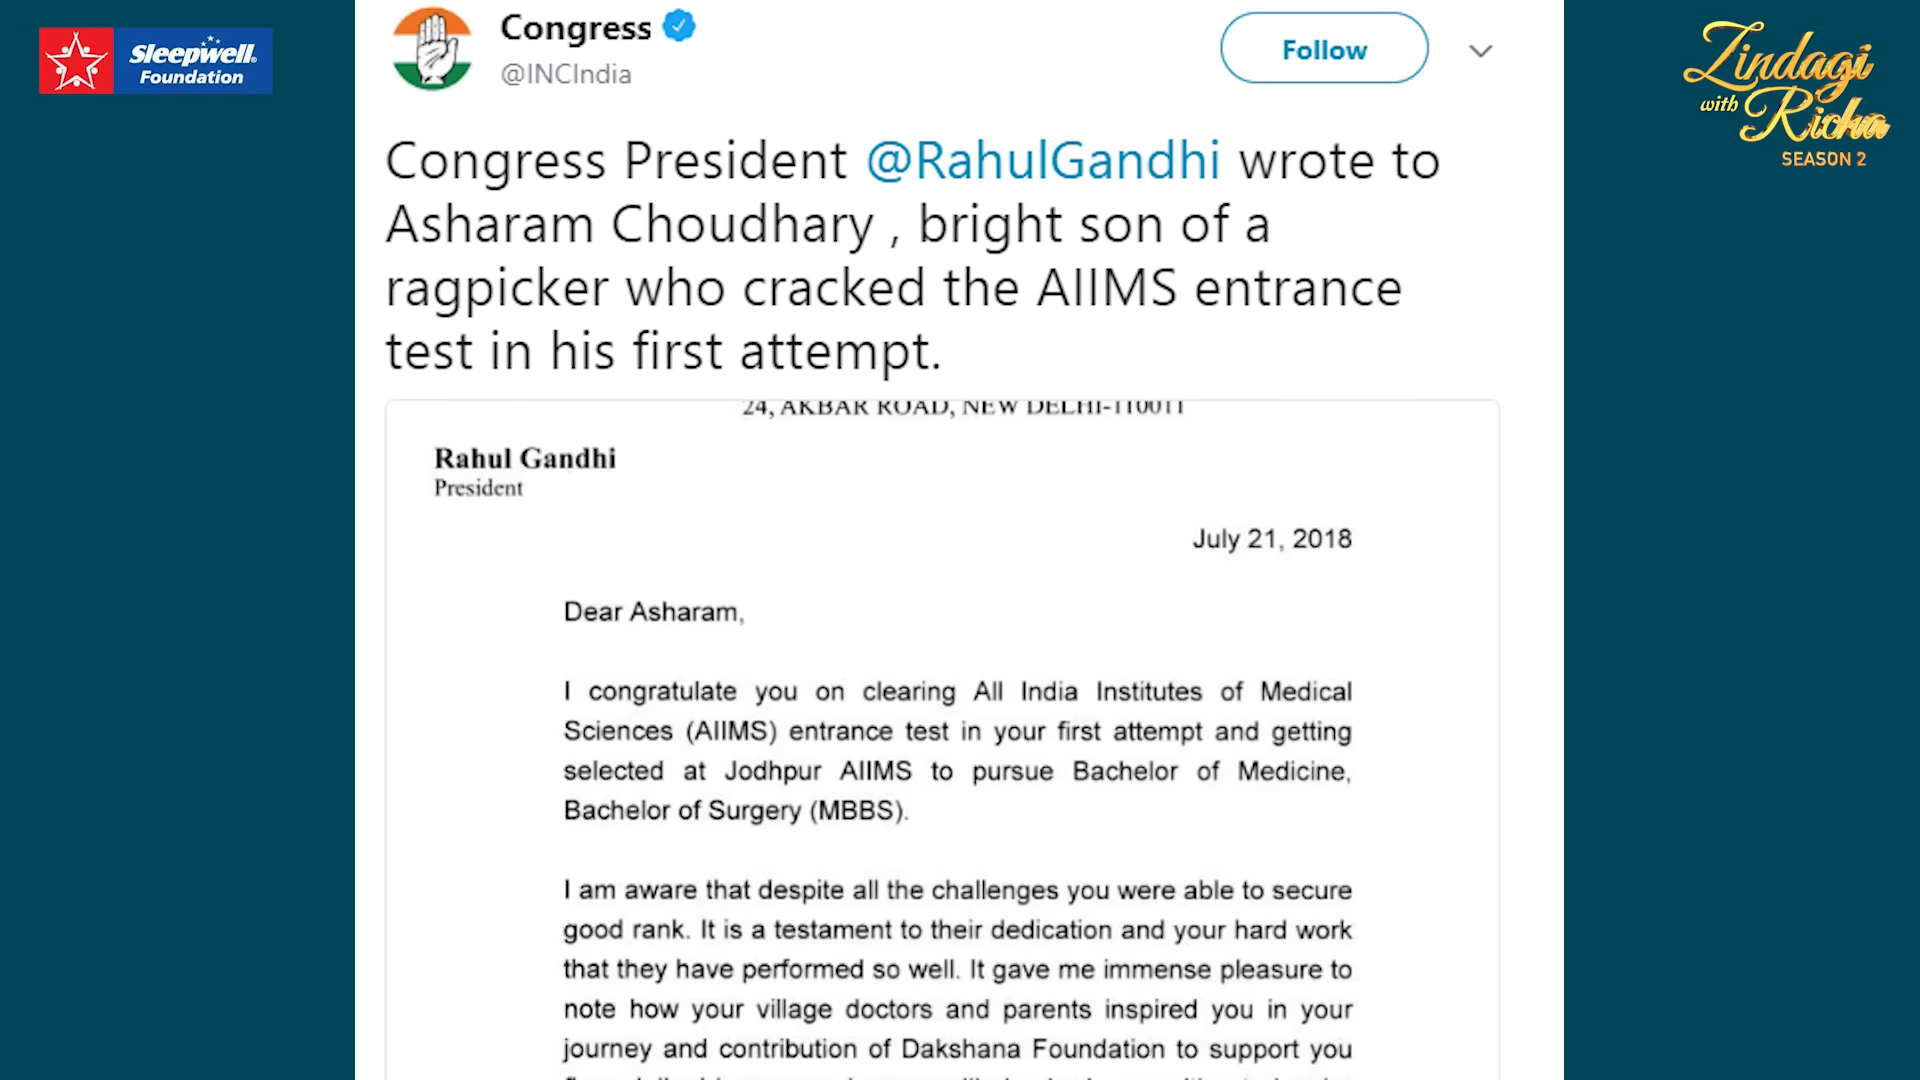 Sleepwell
Foundation
Zindagi
with Richa
SEASON 2
Congress
@INCIndia
Follow
Congress President @RahulGandhi wrote to
Asharam Choudhary , bright son of a
ragpicker who cracked the AIIMS entrance
test in his first attempt.
24, AKBAR ROAD, NEW DELHI-110011
Rahul Gandhi
President
July 21, 2018
Dear Asharam,
I congratulate you on clearing All India Institutes of Medical
Sciences (AIIMS) entrance test in your first attempt and getting
selected at Jodhpur AIIMS to pursue Bachelor of Medicine,
Bachelor of Surgery (MBBS).
I am aware that despite all the challenges you were able to secure
good rank. It is a testament to their dedication and your hard work
that they have performed so well. It gave me immense pleasure to
note how your village doctors and parents inspired you in your
journey and contribution of Dakshana Foundation to support you